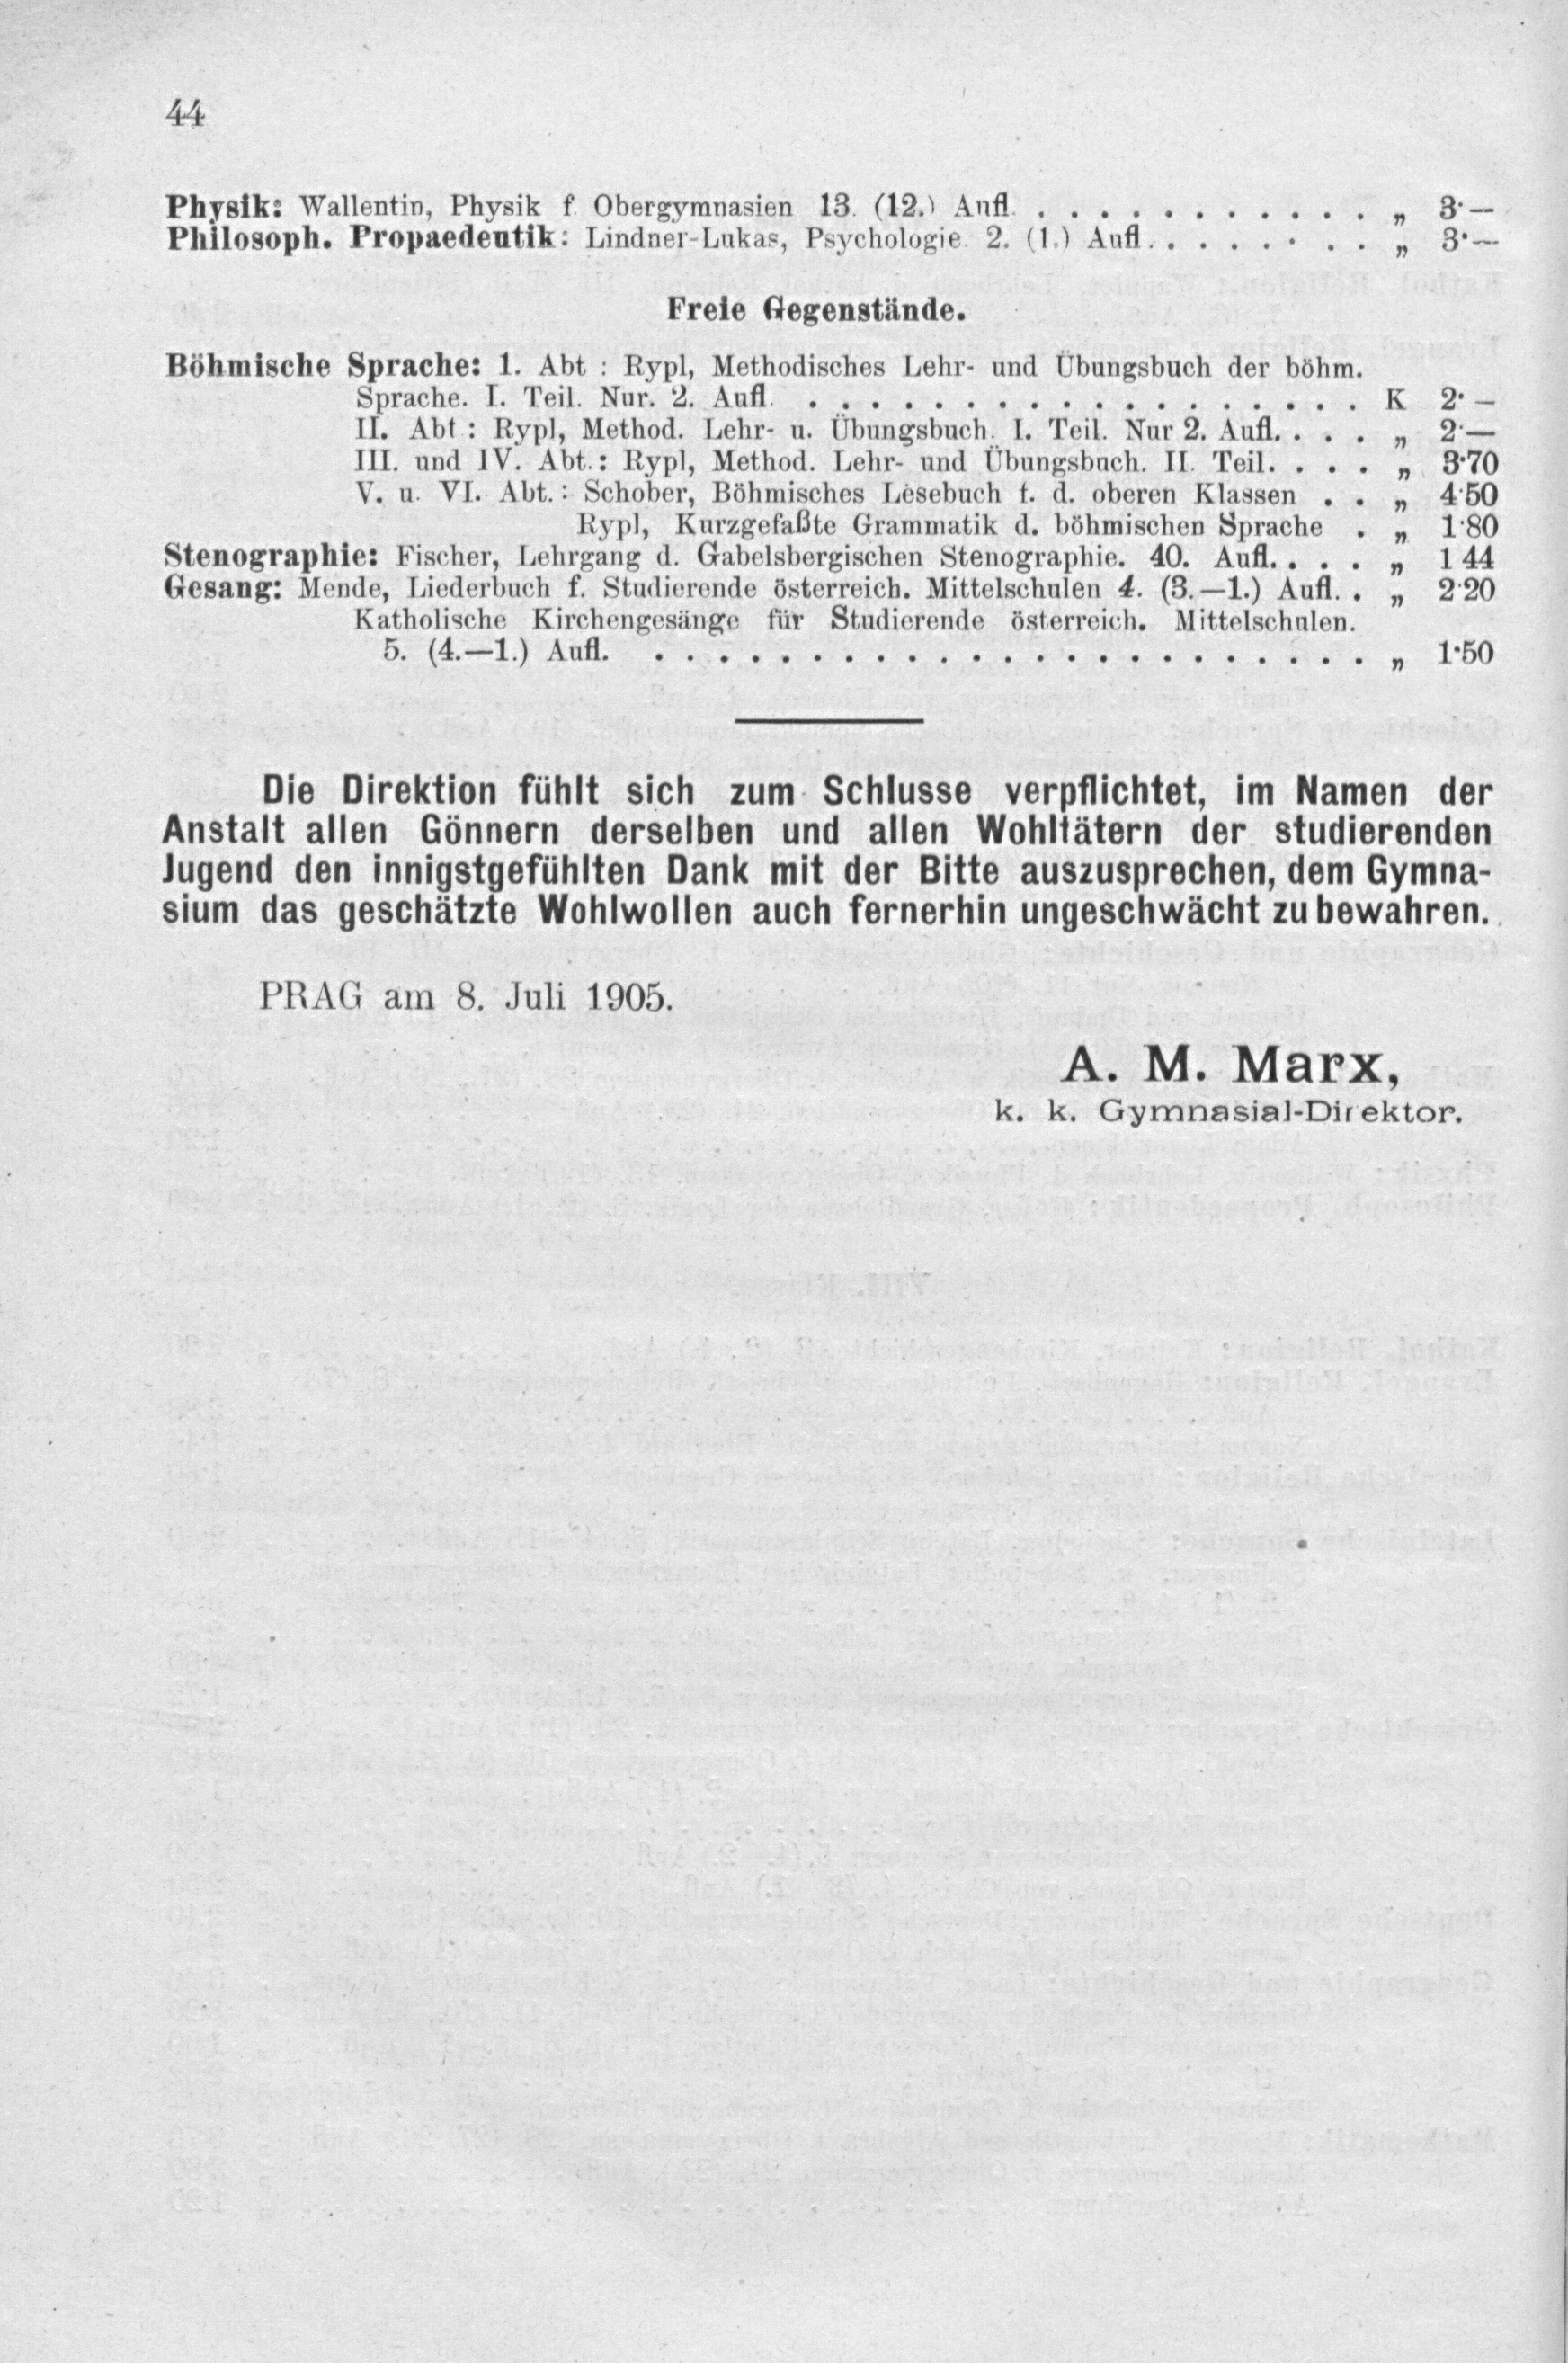 44
Physik: Wallentin, Physik f. Obergymnasien 13. (12.) Aufl. . . . . . . . . . . . „ 3·—
Philosoph. Propaedeutik: Lindner-Lukas, Psychologie. 2. (1.) Aufl. . . . . . . . „ 3·—
Freie Gegenstände.
Böhmische Sprache: 1. Abt : Rypl, Methodisches Lehr- und Übungsbuch der böhm.
Sprache. I. Teil. Nur. 2. Aufl. . . . . . . . . . . . . . . . . . . K 2·—
II. Abt : Rypl, Method. Lehr- u. Übungsbuch. I. Teil. Nur 2. Aufl. . . . „ 2·—
III. und IV. Abt.: Rypl, Method. Lehr- und Übungsbuch. II. Teil. . . . „ 3·70
V. u. VI. Abt.: Schober, Böhmisches Lesebuch f. d. oberen Klassen . . „ 4·50
Rypl, Kurzgefaßte Grammatik d. böhmischen Sprache . „ 1·80
Stenographie: Fischer, Lehrgang d. Gabelsbergischen Stenographie. 40. Aufl. . . . „ 1 44
Gesang: Mende, Liederbuch f. Studierende österreich. Mittelschulen 4. (3.—1.) Aufl. . „ 2·20
Katholische Kirchengesänge für Studierende österreich. Mittelschulen.
5. (4.—1.) Aufl. . . . . . . . . . . . . . . . . . . . . . . . „ 1·50
Die Direktion fühlt sich zum Schlusse verpflichtet, im Namen der
Anstalt allen Gönnern derselben und allen Wohltätern der studierenden
Jugend den innigstgefühlten Dank mit der Bitte auszusprechen, dem Gymna-
sium das geschätzte Wohlwollen auch fernerhin ungeschwächt zu bewahren.
PRAG am 8. Juli 1905.
A. M. Marx,
k. k. Gymnasial-Direktor.